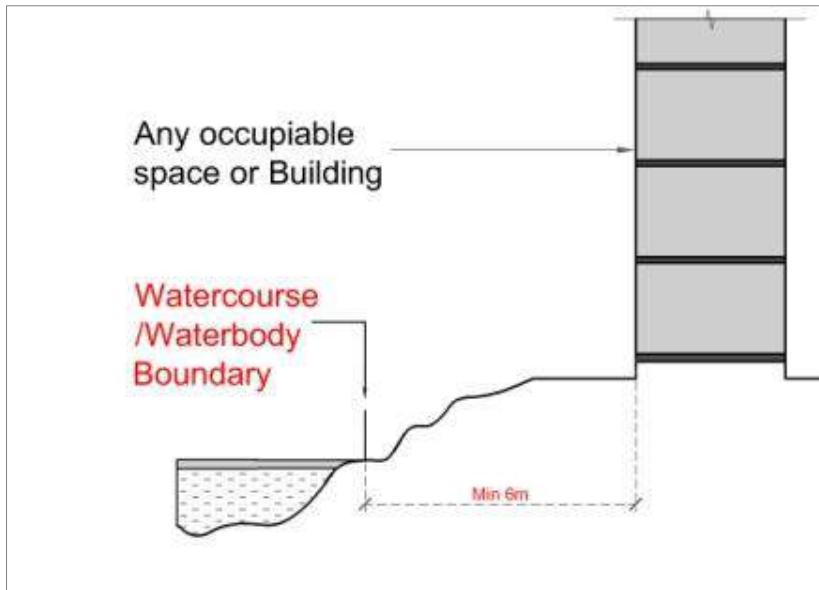 Any occupiable
space or Building
Watercourse
/Waterbody
Boundary
Min 6m